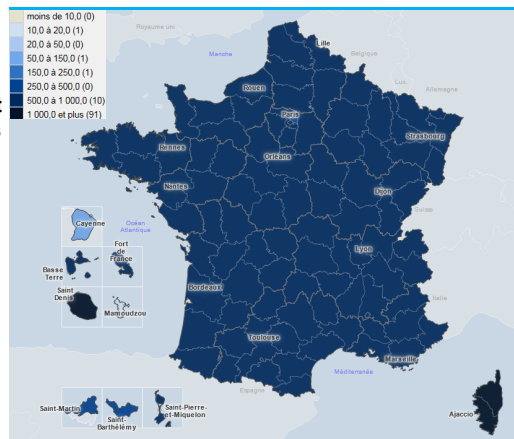 moins de 10,0 (0)
10,0 à 20,0 (1)
20,0 à 50,0 (0)
50,0 à 150,0 (1)
150,0 à 250,0 (1)
250,0 à 500,0 (0)
500,0 à 1 000,0 (10)
1 000,0 et plus (91)
Royaume uni
Manche
Lille
Belgique
Luc.
Allemagne
Rouen
Paris
Strasbourg
Rennes
Orléans
Nantes
Dijon
Suisse
Océan
Atlantique
Cayenne
Fort
de
France
Basse
Terre
Lyon
Saint
Denis
Mamoudzou
Bordeaux
Italie
Toulouse
Marseille
Méditerranée
Espagne
Saint-Martin
Saint-
Barthélémy
Saint-Pierre-
et-Miquelon
Ajaccio